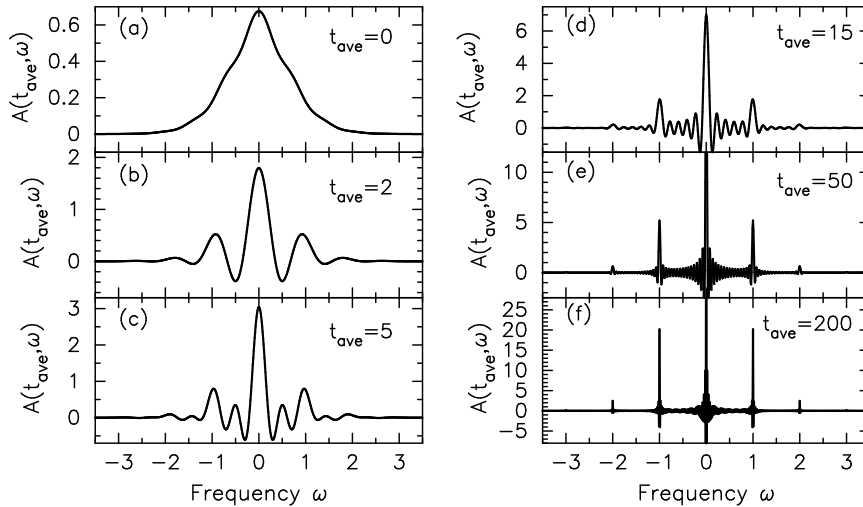 (a)
t_ave=0
A(t_ave,ω)
0.6
0.4
0.2
0
(b)
t_ave=2
A(t_ave,ω)
2
1
0
(c)
t_ave=5
A(t_ave,ω)
3
2
1
0
−3 −2 −1 0 1 2 3
Frequency ω
(d)
t_ave=15
A(t_ave,ω)
6
4
2
0
(e)
t_ave=50
A(t_ave,ω)
10
5
0
(f)
t_ave=200
A(t_ave,ω)
25
20
15
10
5
0
−5
−3 −2 −1 0 1 2 3
Frequency ω